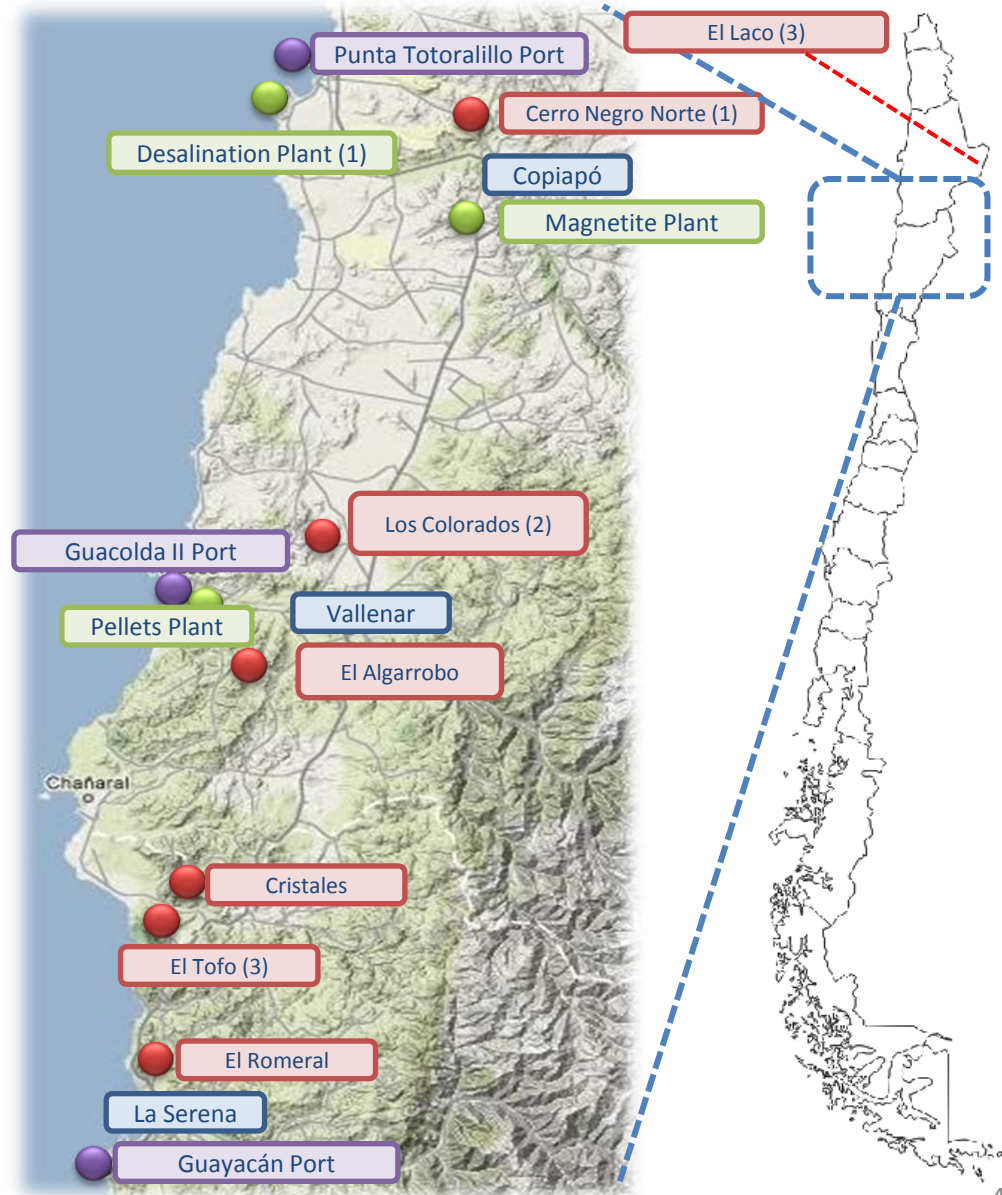 El Laco (3)
Punta Totoralillo Port
Cerro Negro Norte (1)
Desalination Plant (1)
Copiapó
Magnetite Plant
Los Colorados (2)
Guacolda II Port
Vallenar
Pellets Plant
El Algarrobo
Chañaral
Cristales
El Tofo (3)
El Romeral
La Serena
Guayacán Port